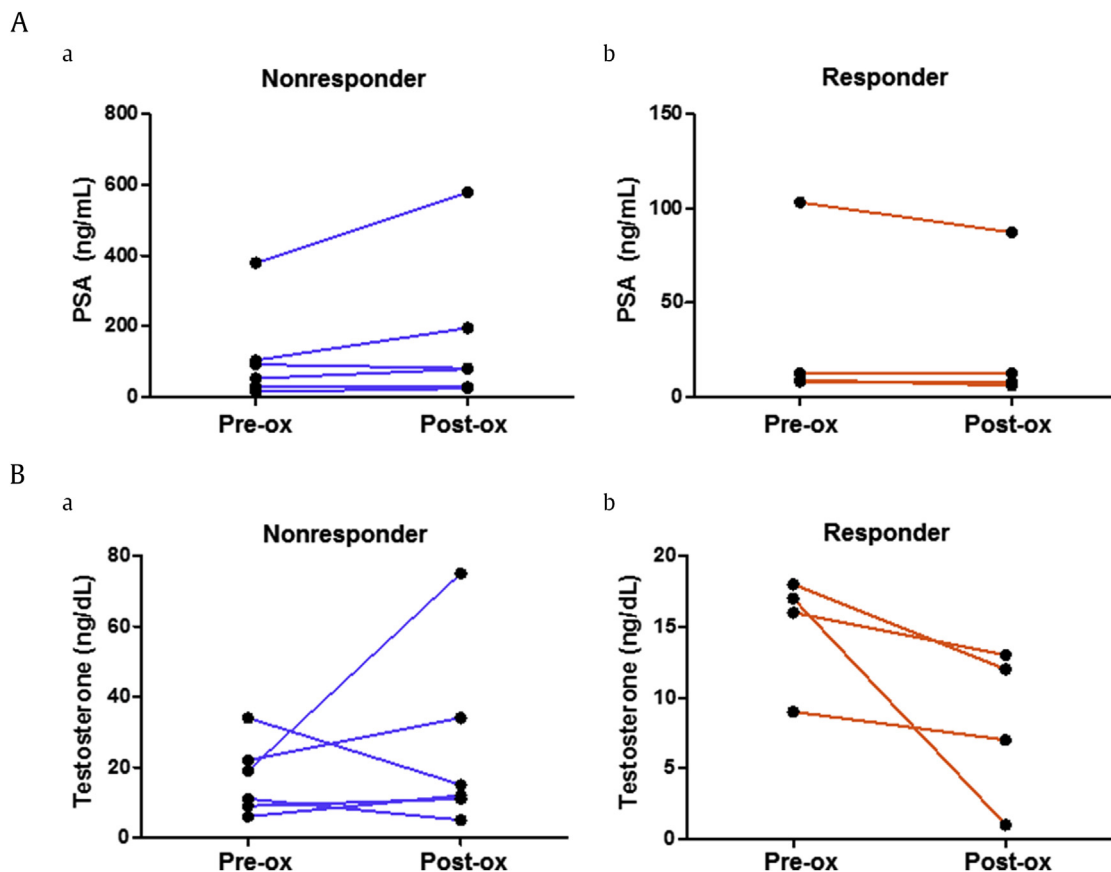 A
a
b
Nonresponder
Responder
PSA (ng/mL)
800
600
400
200
0
Pre-ox
Post-ox
PSA (ng/mL)
150
100
50
0
Pre-ox
Post-ox
B
a
b
Nonresponder
Responder
Testosterone (ng/dL)
80
60
40
20
0
Pre-ox
Post-ox
Testosterone (ng/dL)
20
15
10
5
0
Pre-ox
Post-ox